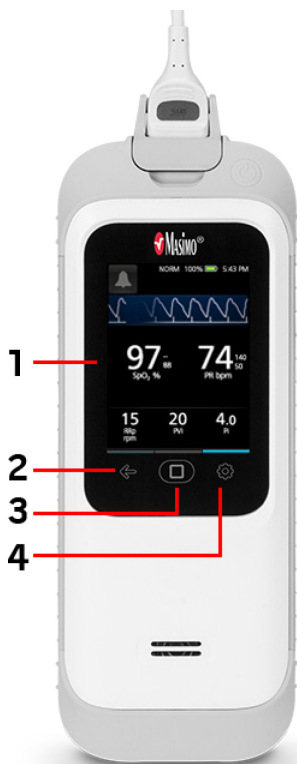 Masimo®
NORM 100% 5:43 PM
97 – 88 74 140 50
SpO₂ % PR bpm
15 20 4.0
RRp PVi Pi
rpm
1
2
3
4